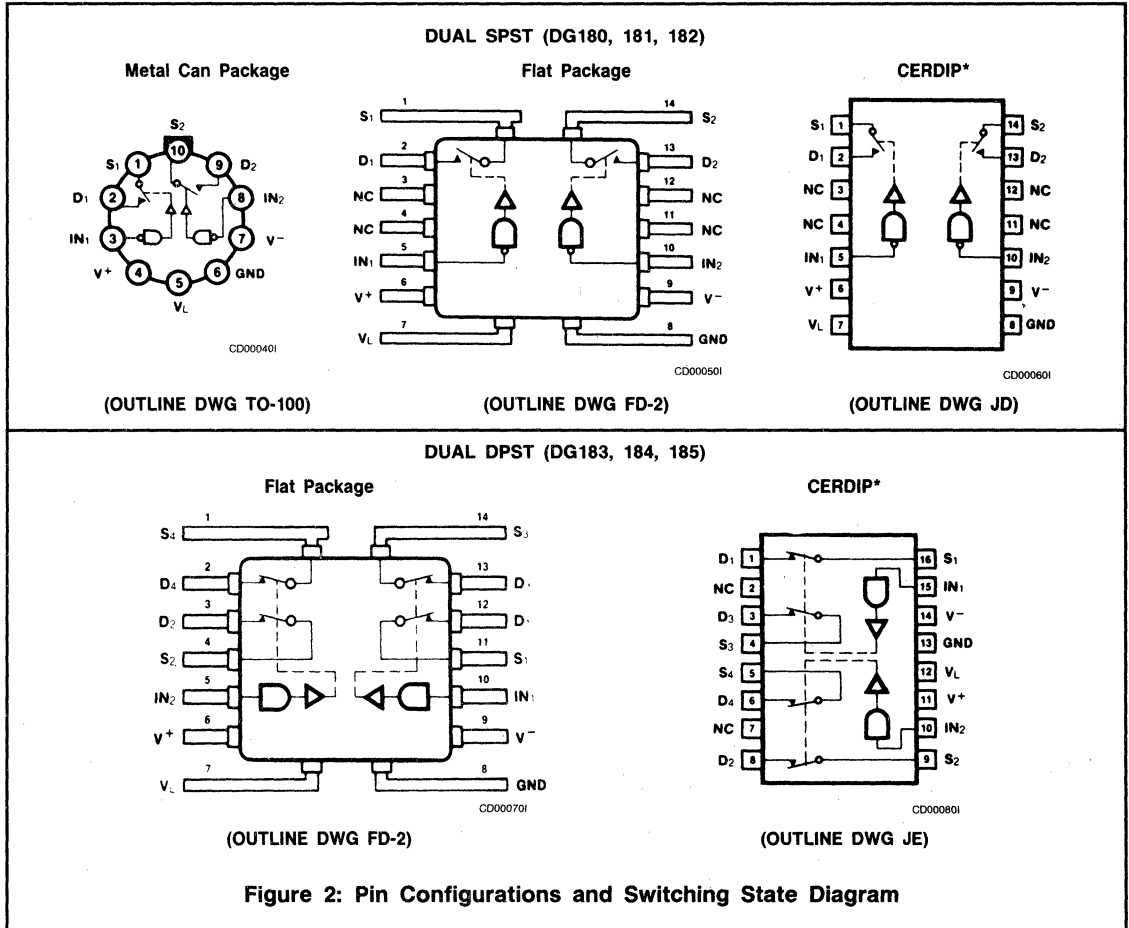 DUAL SPST (DG180, 181, 182)
Metal Can Package
S2
10
S1 1
9 D2
D1 2
8 IN2
IN1 3
7 V-
V+ 4
6 GND
5
VL
CD00040I
(OUTLINE DWG TO-100)
Flat Package
1
S1
14
S2
2
D1
13
D2
3
NC
12
NC
4
NC
11
NC
5
IN1
10
IN2
6
V+
9
V-
7
VL
8
GND
CD00050I
(OUTLINE DWG FD-2)
CERDIP*
S1 1
14 S2
D1 2
13 D2
NC 3
12 NC
NC 4
11 NC
IN1 5
10 IN2
V+ 6
9 V-
VL 7
8 GND
CD00060I
(OUTLINE DWG JD)
DUAL DPST (DG183, 184, 185)
Flat Package
1
S4
14
S3
2
D4
13
D
3
D2
12
D
4
S2
11
S1
5
IN2
10
IN1
6
V+
9
V-
7
VL
8
GND
CD00070I
(OUTLINE DWG FD-2)
CERDIP*
D1 1
16 S1
NC 2
15 IN1
D3 3
14 V-
S3 4
13 GND
S4 5
12 VL
D4 6
11 V+
NC 7
10 IN2
D2 8
9 S2
CD00080I
(OUTLINE DWG JE)
Figure 2: Pin Configurations and Switching State Diagram